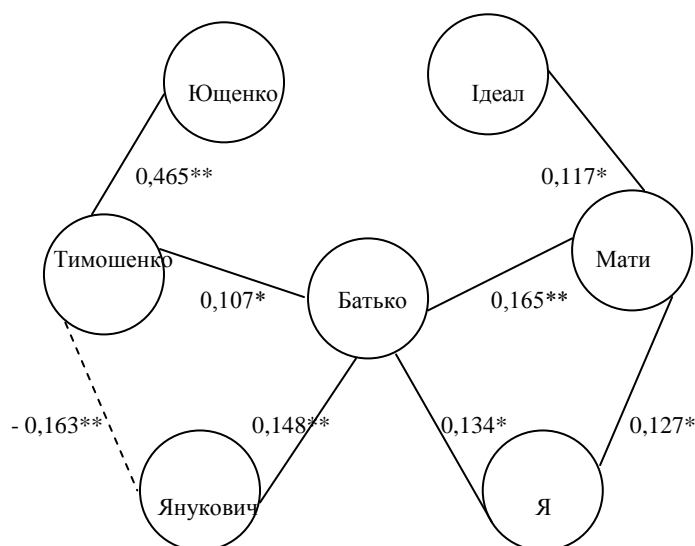 Ющенко
Ідеал
0,465**
0,117*
Тимошенко
Мати
0,107*
Батько
0,165**
- 0,163**
0,148**
0,134*
0,127*
Янукович
Я